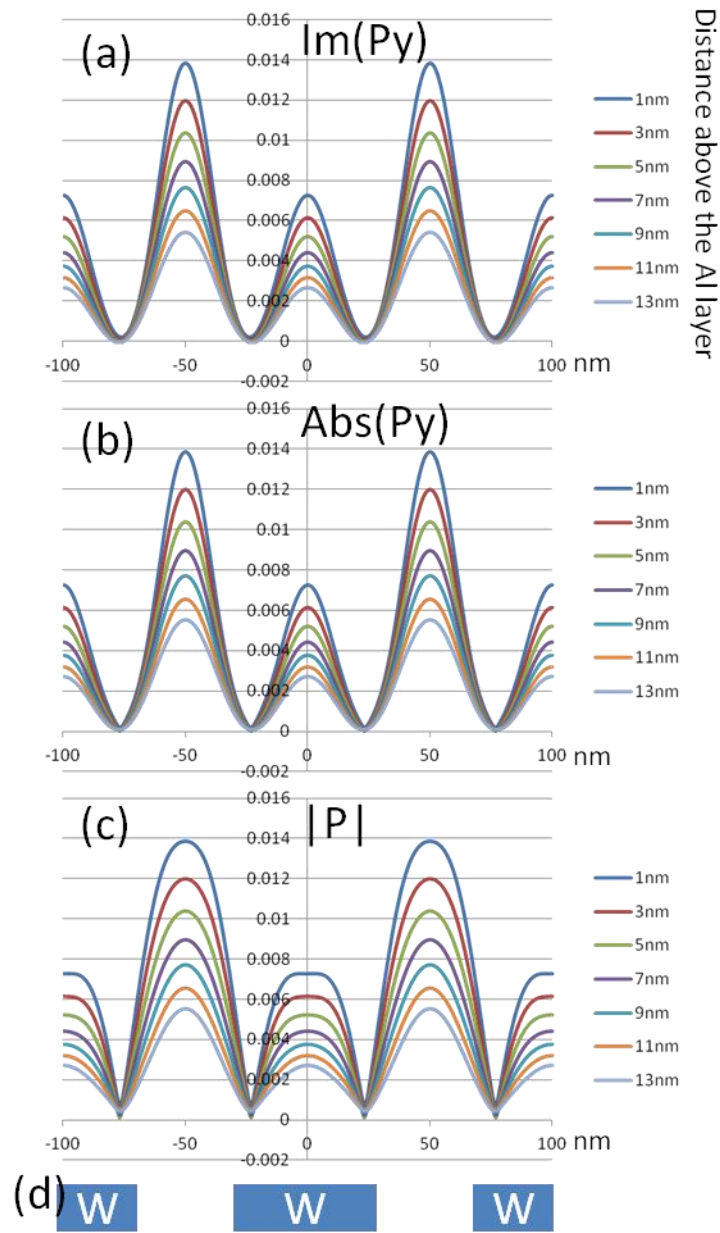 (a)
Im(Py)
0.016
0.014
0.012
0.01
0.008
0.006
0.004
0.002
0
-0.002
-100
-50
0
50
100
nm
1nm
3nm
5nm
7nm
9nm
11nm
13nm
Distance above the Al layer
(b)
Abs(Py)
0.016
0.014
0.012
0.01
0.008
0.006
0.004
0.002
0
-0.002
-100
-50
0
50
100
nm
1nm
3nm
5nm
7nm
9nm
11nm
13nm
(c)
|P|
0.016
0.014
0.012
0.01
0.008
0.006
0.004
0.002
0
-0.002
-100
-50
0
50
100
nm
1nm
3nm
5nm
7nm
9nm
11nm
13nm
(d)
W
W
W